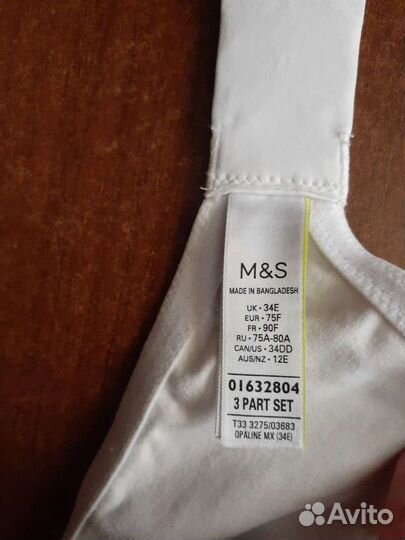 M&S
MADE IN BANGLADESH
UK • 34E
EUR • 75F
FR • 90F
RU • 75A-80A
CAN/US • 34DD
AUS/NZ • 12E
01632804
3 PART SET
T33 3275/03683
OPALINE MX (34E)
Avito